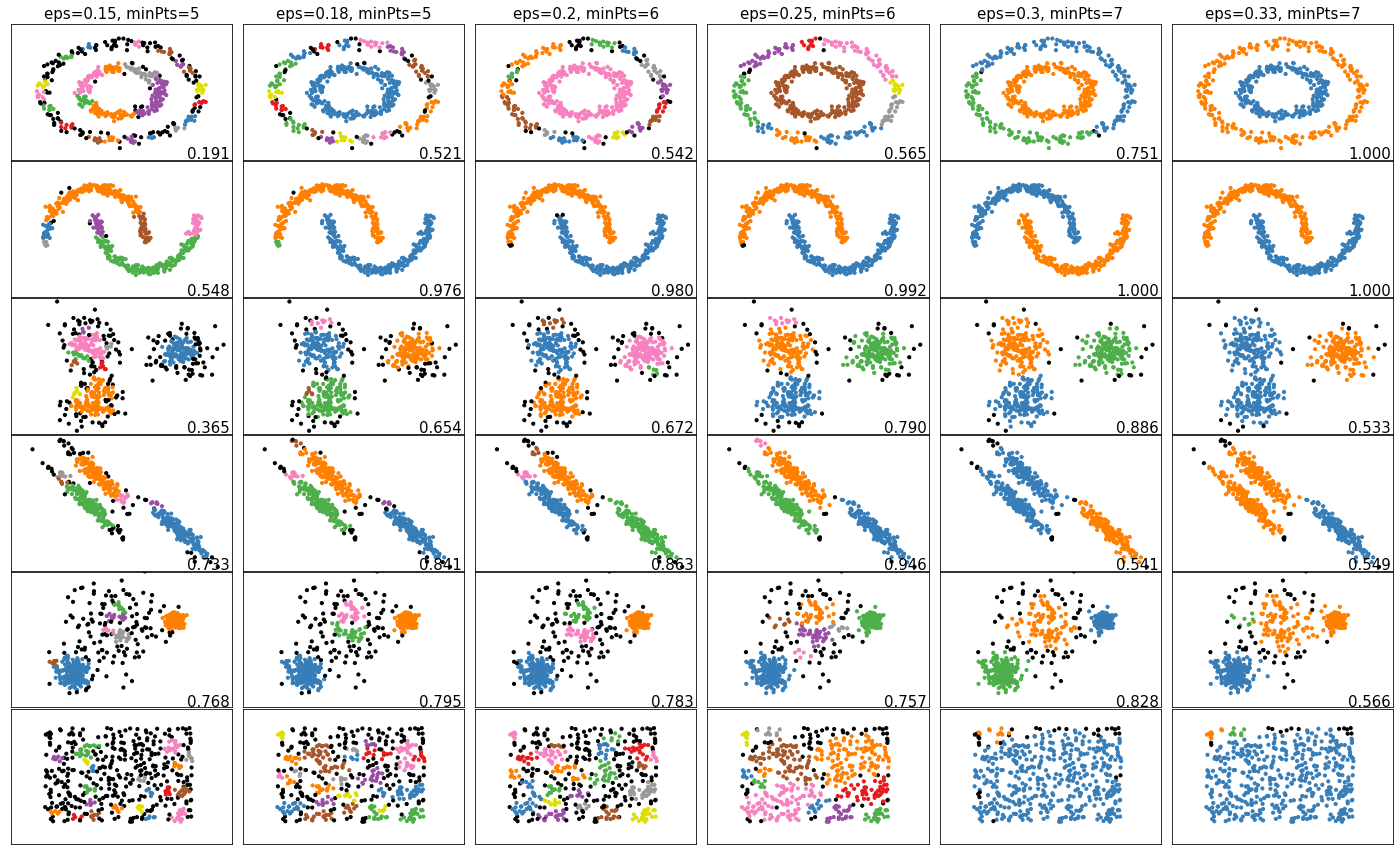 eps=0.15, minPts=5 eps=0.18, minPts=5 eps=0.2, minPts=6 eps=0.25, minPts=6 eps=0.3, minPts=7 eps=0.33, minPts=7
0.191 0.521 0.542 0.565 0.751 1.000
0.548 0.976 0.980 0.992 1.000 1.000
0.365 0.654 0.672 0.790 0.886 0.533
0.733 0.841 0.863 0.946 0.541 0.549
0.768 0.795 0.783 0.757 0.828 0.566